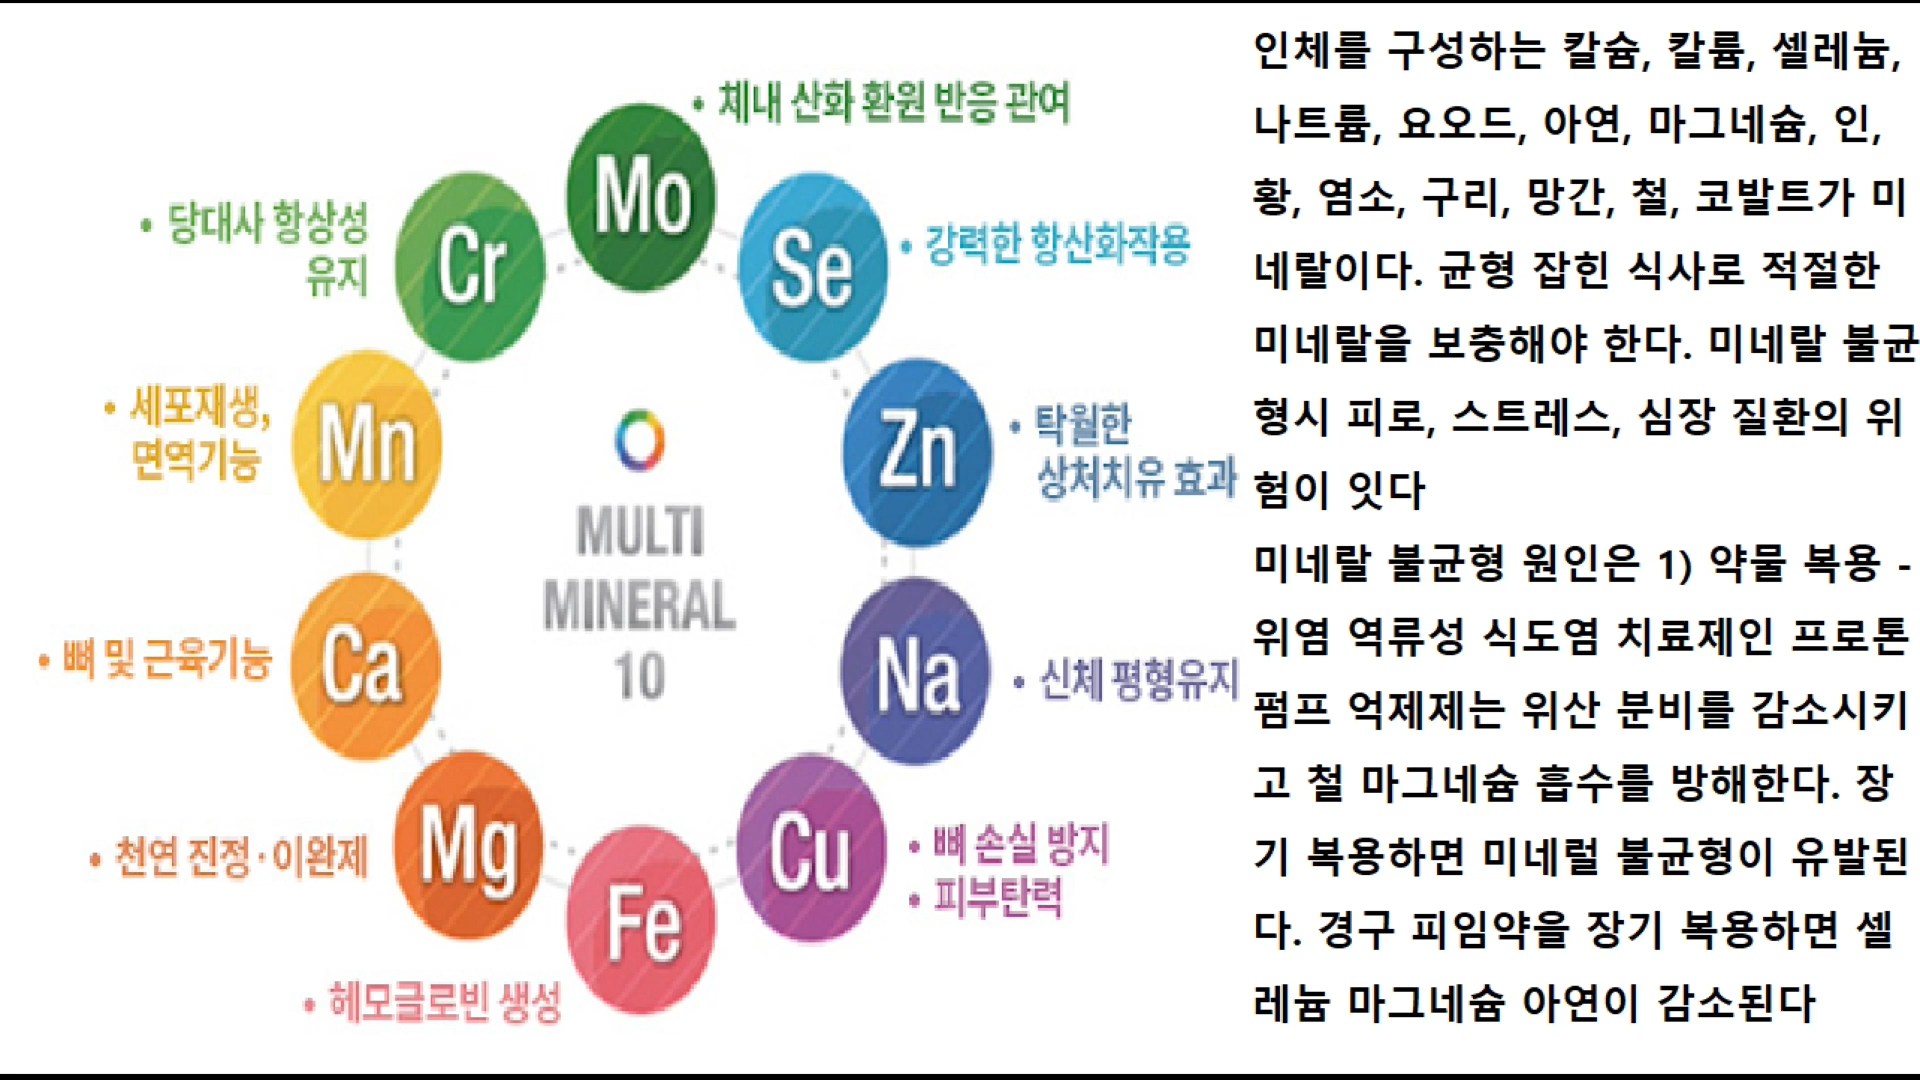 • 체내 산화 환원 반응 관여
Mo
Cr
• 당대사 항상성
유지
Se
• 강력한 항산화작용
Mn
• 세포재생,
면역기능
Zn
• 탁월한
상처치유 효과
MULTI
MINERAL
10
Ca
• 뼈 및 근육기능
Na
• 신체 평형유지
Mg
• 천연 진정·이완제
Fe
• 헤모글로빈 생성
Cu
• 뼈 손실 방지
• 피부탄력
인체를 구성하는 칼슘, 칼륨, 셀레늄,
나트륨, 요오드, 아연, 마그네슘, 인,
황, 염소, 구리, 망간, 철, 코발트가 미
네랄이다. 균형 잡힌 식사로 적절한
미네랄을 보충해야 한다. 미네랄 불균
형시 피로, 스트레스, 심장 질환의 위
험이 잇다
미네랄 불균형 원인은 1) 약물 복용 -
위염 역류성 식도염 치료제인 프로톤
펌프 억제제는 위산 분비를 감소시키
고 철 마그네슘 흡수를 방해한다. 장
기 복용하면 미네럴 불균형이 유발된
다. 경구 피임약을 장기 복용하면 셀
레늄 마그네슘 아연이 감소된다